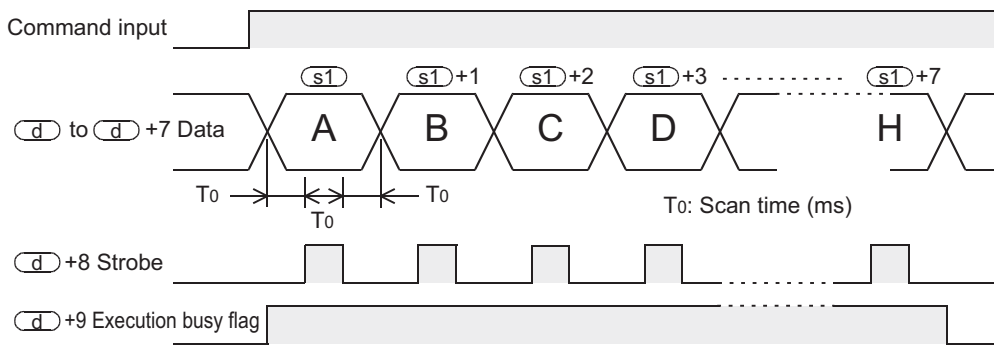 Command input
s1 s1 +1 s1 +2 s1 +3 s1 +7
d to d +7 Data A B C D H
T0 T0 T0
T0: Scan time (ms)
d +8 Strobe
d +9 Execution busy flag